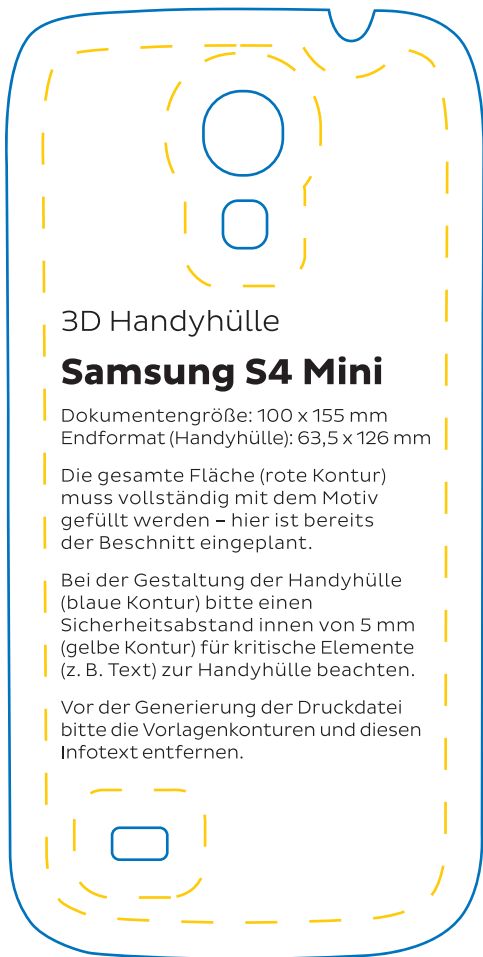 3D Handyhülle
Samsung S4 Mini
Dokumentengröße: 100 x 155 mm
Endformat (Handyhülle): 63,5 x 126 mm
Die gesamte Fläche (rote Kontur)
muss vollständig mit dem Motiv
gefüllt werden – hier ist bereits
der Beschnitt eingeplant.
Bei der Gestaltung der Handyhülle
(blaue Kontur) bitte einen
Sicherheitsabstand innen von 5 mm
(gelbe Kontur) für kritische Elemente
(z. B. Text) zur Handyhülle beachten.
Vor der Generierung der Druckdatei
bitte die Vorlagenkonturen und diesen
Infotext entfernen.